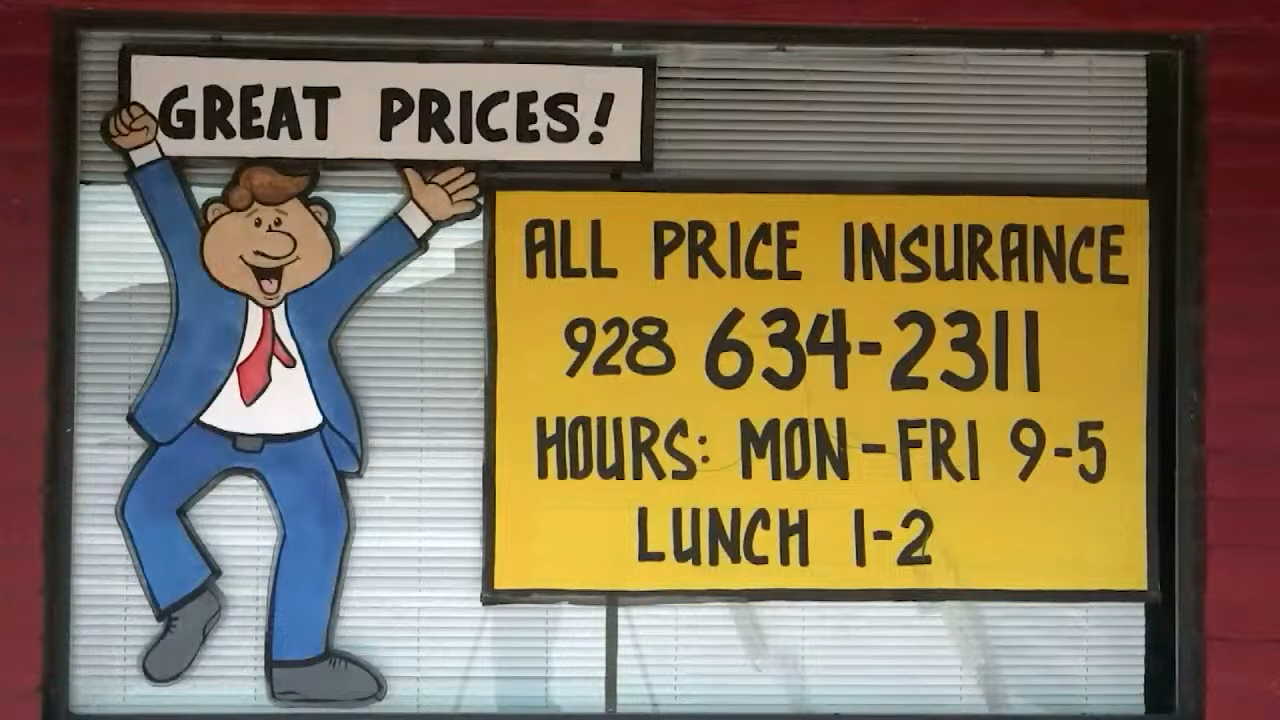 GREAT PRICES!
ALL PRICE INSURANCE
928 634-2311
HOURS: MON-FRI 9-5
LUNCH 1-2